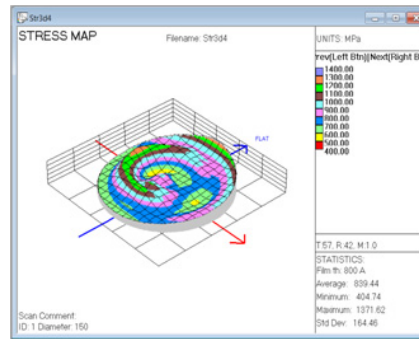 Str3d4
STRESS MAP
Filename: Str3d4
UNITS: MPa
rev(Left Btn)|Next(Right B
1400.00
1300.00
1200.00
1100.00
1000.00
900.00
800.00
700.00
600.00
500.00
400.00
FLAT
T:57, R:42, M:1.0
STATISTICS:
Film th: 800 A
Average: 839.44
Minimum: 404.74
Maximum: 1371.62
Std Dev: 164.46
Scan Comment:
ID: 1 Diameter: 150